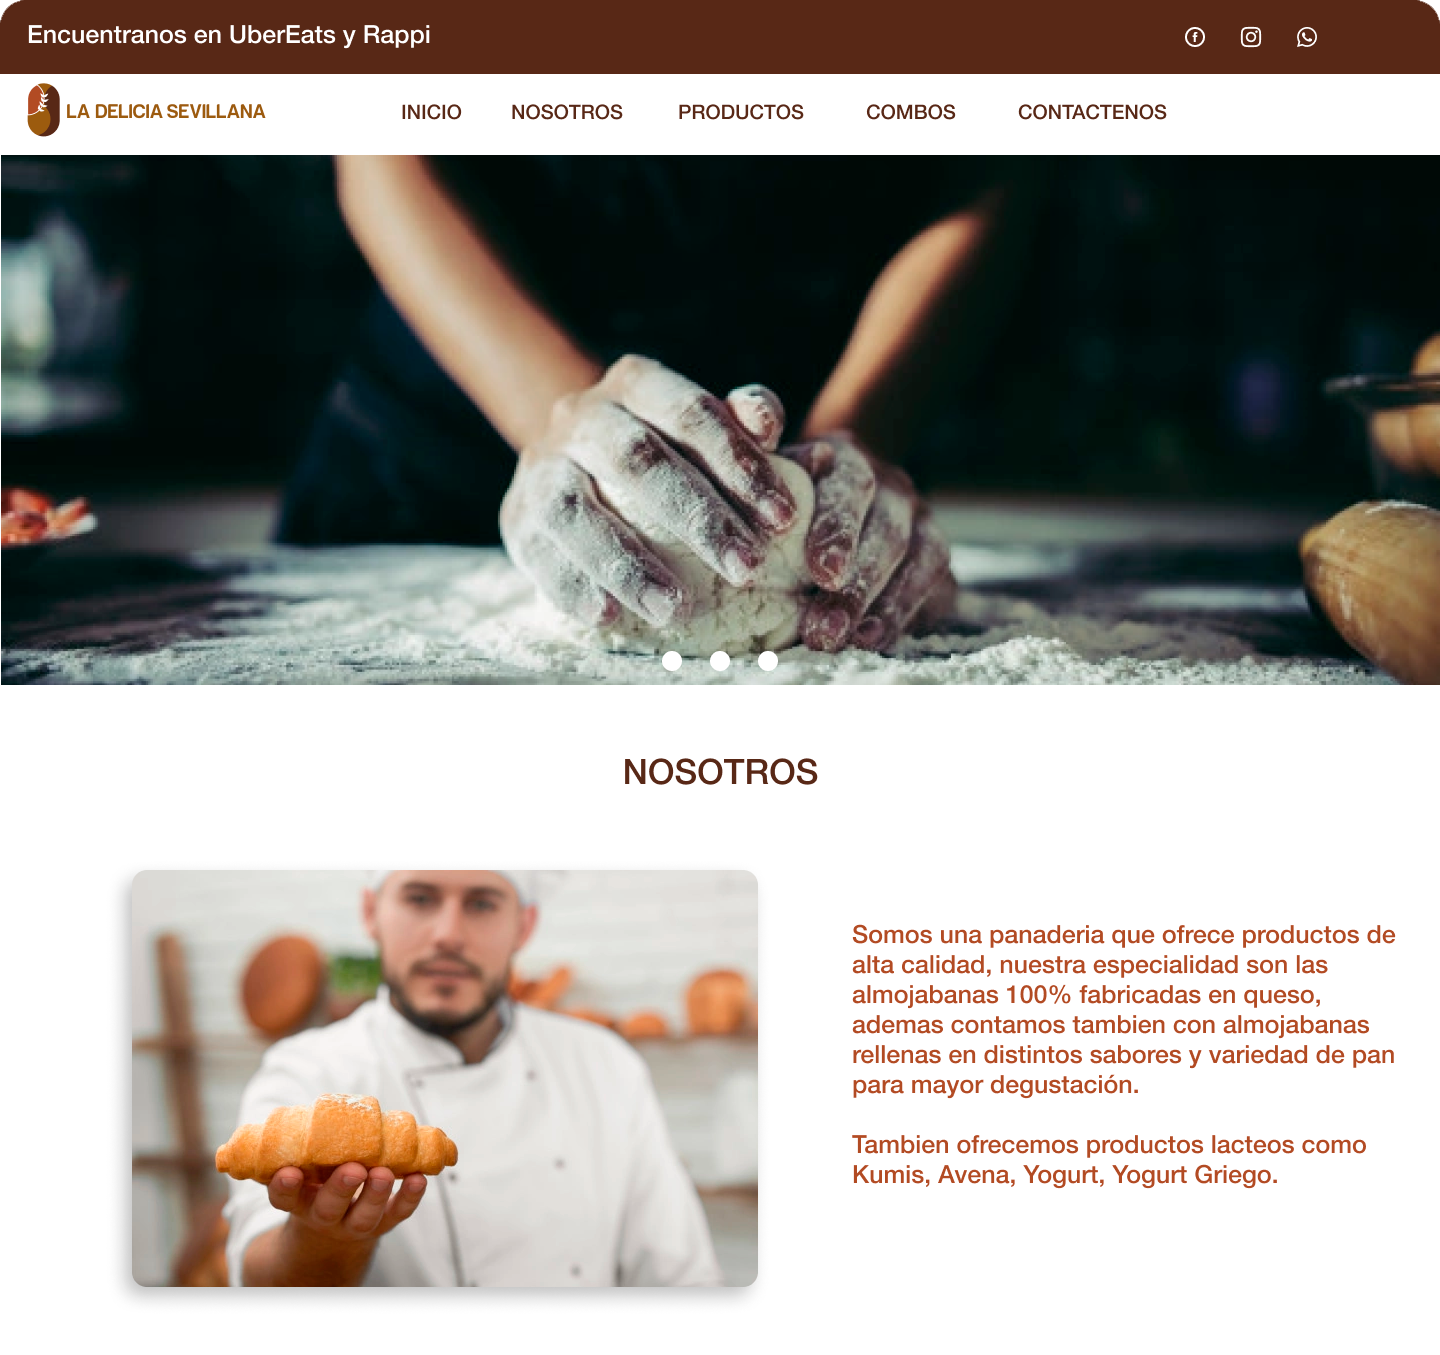 Encuentranos en UberEats y Rappi
LA DELICIA SEVILLANA
INICIO
NOSOTROS
PRODUCTOS
COMBOS
CONTACTENOS
NOSOTROS
Somos una panaderia que ofrece productos de
alta calidad, nuestra especialidad son las
almojabanas 100% fabricadas en queso,
ademas contamos tambien con almojabanas
rellenas en distintos sabores y variedad de pan
para mayor degustación.
Tambien ofrecemos productos lacteos como
Kumis, Avena, Yogurt, Yogurt Griego.